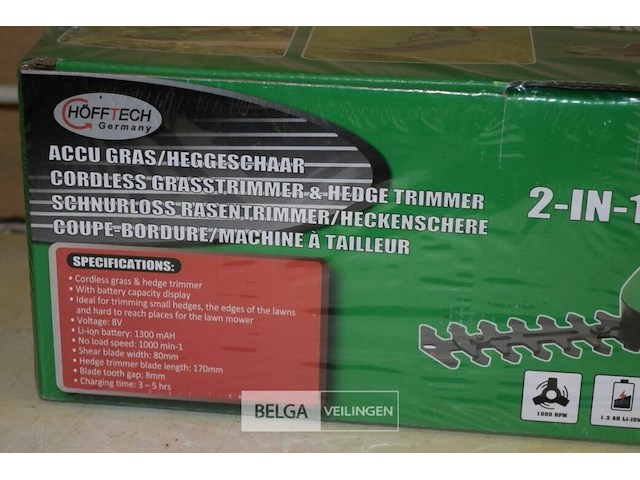 HÖFFTECH
Germany
ACCU GRAS/HEGGESCHAAR
CORDLESS GRASSTRIMMER & HEDGE TRIMMER
SCHNURLOSS RASENTRIMMER/HECKENSCHERE
COUPE-BORDURE/MACHINE À TAILLEUR
2-IN-1
SPECIFICATIONS:
• Cordless grass & hedge trimmer
• With battery capacity display
• Ideal for trimming small hedges, the edges of the lawns
and hard to reach places for the lawn mower
• Voltage: 8V
• Li-iqn battery: 1300 mAH
• No load speed: 1000 min-1
• Shear blade width: 80mm
• Hedge trimmer blade length: 170mm
• Blade tooth gap: 8mm
• Charging time: 3 – 5 hrs
1000 RPM
1.3 AH LI-ION
BELGA VEILINGEN